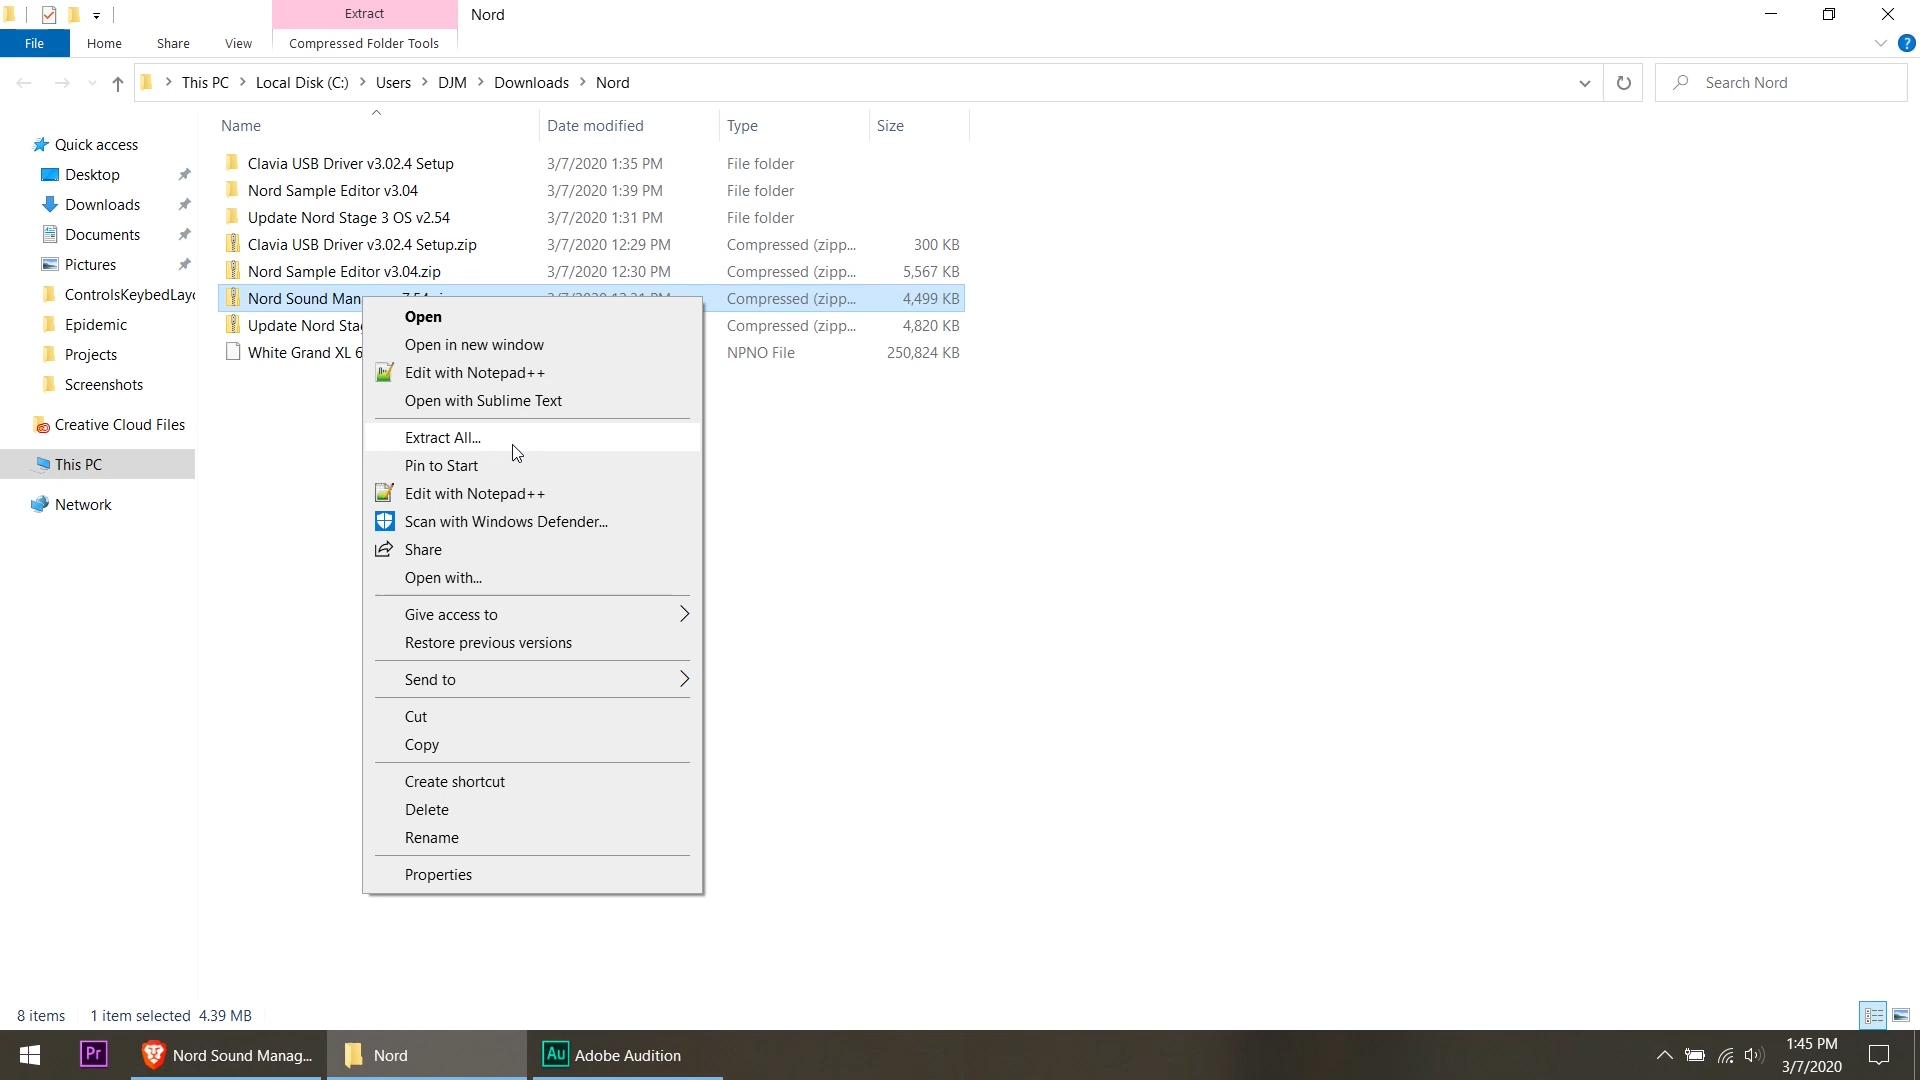 Extract
Nord
File
Home
Share
View
Compressed Folder Tools
This PC
Local Disk (C:)
Users
DJM
Downloads
Nord
Search Nord
Name
Date modified
Type
Size
Quick access
Desktop
Downloads
Documents
Pictures
ControlsKeybedLay
Epidemic
Projects
Screenshots
Creative Cloud Files
This PC
Network
Clavia USB Driver v3.02.4 Setup 3/7/2020 1:35 PM File folder
Nord Sample Editor v3.04 3/7/2020 1:39 PM File folder
Update Nord Stage 3 OS v2.54 3/7/2020 1:31 PM File folder
Clavia USB Driver v3.02.4 Setup.zip 3/7/2020 12:29 PM Compressed (zipp... 300 KB
Nord Sample Editor v3.04.zip 3/7/2020 12:30 PM Compressed (zipp... 5,567 KB
Nord Sound Man Compressed (zipp... 4,499 KB
Update Nord Sta Compressed (zipp... 4,820 KB
White Grand XL 6 NPNO File 250,824 KB
Open
Open in new window
Edit with Notepad++
Open with Sublime Text
Extract All...
Pin to Start
Edit with Notepad++
Scan with Windows Defender...
Share
Open with...
Give access to
Restore previous versions
Send to
Cut
Copy
Create shortcut
Delete
Rename
Properties
8 items
1 item selected 4.39 MB
Pr
Nord Sound Manag...
Nord
Au
Adobe Audition
1:45 PM
3/7/2020